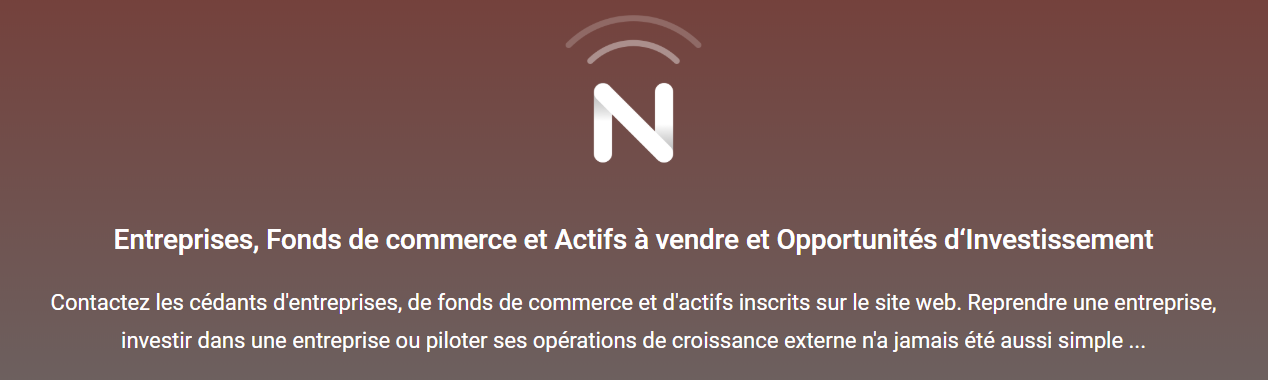 N
Entreprises, Fonds de commerce et Actifs à vendre et Opportunités d‘Investissement
Contactez les cédants d'entreprises, de fonds de commerce et d'actifs inscrits sur le site web. Reprendre une entreprise,
investir dans une entreprise ou piloter ses opérations de croissance externe n'a jamais été aussi simple ...